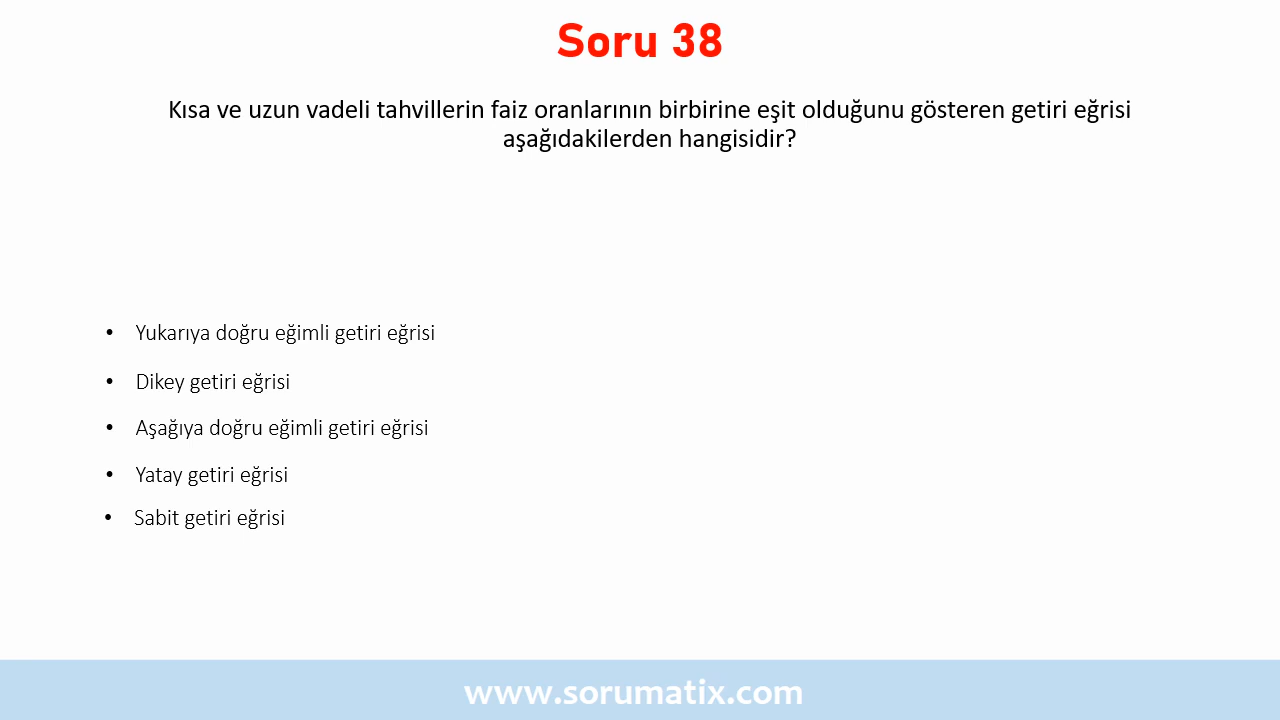 Soru 38
Kısa ve uzun vadeli tahvillerin faiz oranlarının birbirine eşit olduğunu gösteren getiri eğrisi
aşağıdakilerden hangisidir?
• Yukarıya doğru eğimli getiri eğrisi
• Dikey getiri eğrisi
• Aşağıya doğru eğimli getiri eğrisi
• Yatay getiri eğrisi
• Sabit getiri eğrisi
www.sorumatix.com